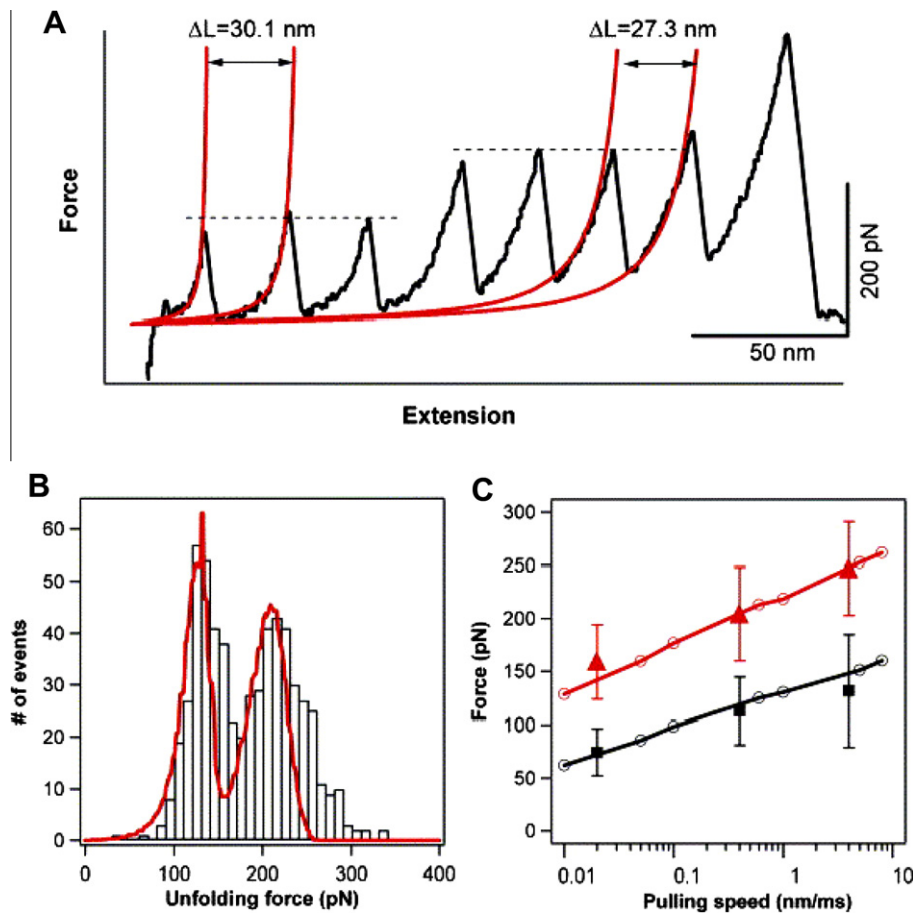 A
ΔL=30.1 nm
ΔL=27.3 nm
Force
200 pN
50 nm
Extension
B
60
50
40
30
20
10
0
# of events
0 100 200 300 400
Unfolding force (pN)
C
300
250
200
150
100
50
0
Force (pN)
0.01 0.1 1 10
Pulling speed (nm/ms)